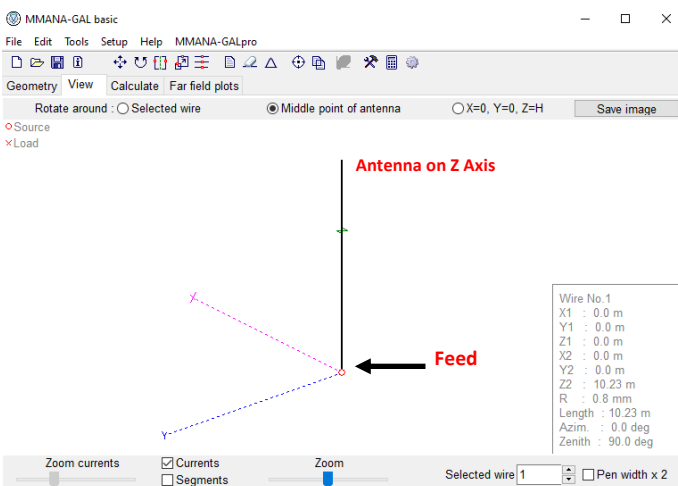 MMANA-GAL basic
File Edit Tools Setup Help MMANA-GALpro
Geometry View Calculate Far field plots
Rotate around : Selected wire Middle point of antenna X=0, Y=0, Z=H Save image
Source
Load
Antenna on Z Axis
X
Feed
Y
Wire No.1
X1 : 0.0 m
Y1 : 0.0 m
Z1 : 0.0 m
X2 : 0.0 m
Y2 : 0.0 m
Z2 : 10.23 m
R : 0.8 mm
Length : 10.23 m
Azim. : 0.0 deg
Zenith : 90.0 deg
Zoom currents Currents Zoom
Segments
Selected wire 1 Pen width x 2